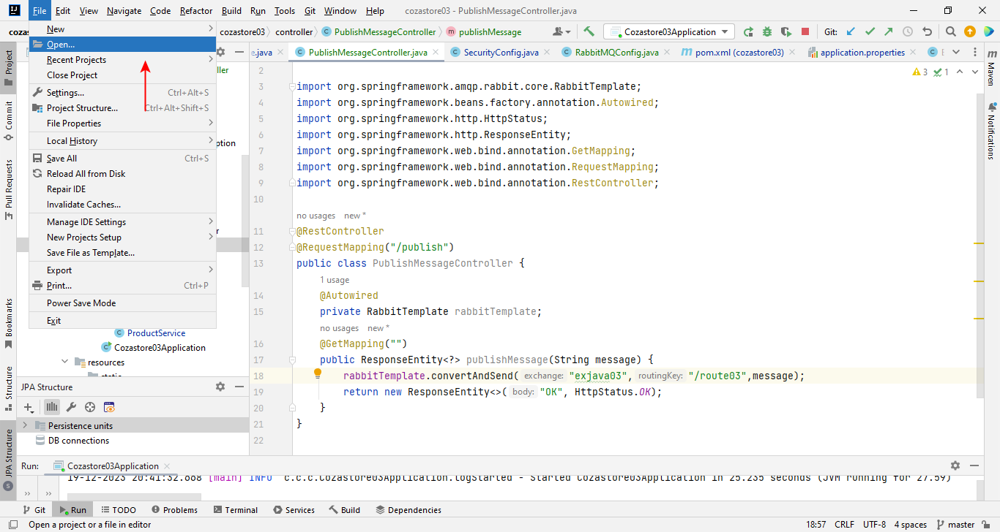 File Edit View Navigate Code Refactor Build Run Tools Git Window Help cozastore03 - PublishMessageController.java
cozastore03 controller PublishMessageController publishMessage Cozastore03Application Git:
New
Open...
Recent Projects
Close Project
Settings... Ctrl+Alt+S
Project Structure... Ctrl+Alt+Shift+S
File Properties
Local History
Save All Ctrl+S
Reload All from Disk
Repair IDE
Invalidate Caches...
Manage IDE Settings
New Projects Setup
Save File as Template...
Export
Print... Ctrl+P
Power Save Mode
Exit
Project
Commit
Pull Requests
Bookmarks
Structure
JPA Structure
ProductService
Cozastore03Application
resources
static
JPA Structure
Persistence units
DB connections
e.java PublishMessageController.java SecurityConfig.java RabbitMQConfig.java pom.xml (cozastore03) application.properties
3 1
2
3 import org.springframework.amqp.rabbit.core.RabbitTemplate;
4 import org.springframework.beans.factory.annotation.Autowired;
5 import org.springframework.http.HttpStatus;
6 import org.springframework.http.ResponseEntity;
7 import org.springframework.web.bind.annotation.GetMapping;
8 import org.springframework.web.bind.annotation.RequestMapping;
9 import org.springframework.web.bind.annotation.RestController;
10
no usages new *
11 @RestController
12 @RequestMapping("/publish")
13 public class PublishMessageController {
1 usage
14 @Autowired
15 private RabbitTemplate rabbitTemplate;
no usages new *
16 @GetMapping("")
17 public ResponseEntity<?> publishMessage(String message) {
18 rabbitTemplate.convertAndSend( exchange: "exjava03", routingKey: "/route03",message);
19 return new ResponseEntity<>( body: "OK", HttpStatus.OK);
20 }
21 }
22
Maven
Notifications
Run: Cozastore03Application
19-12-2023 20:41:32.668 [main] INFO c.c.c.Cozastore03Application.logStarted - Started Cozastore03Application in 25.235 seconds (JVM running for 27.59)
Git Run TODO Problems Terminal Services Build Dependencies
Open a project or a file in editor 18:57 CRLF UTF-8 4 spaces master